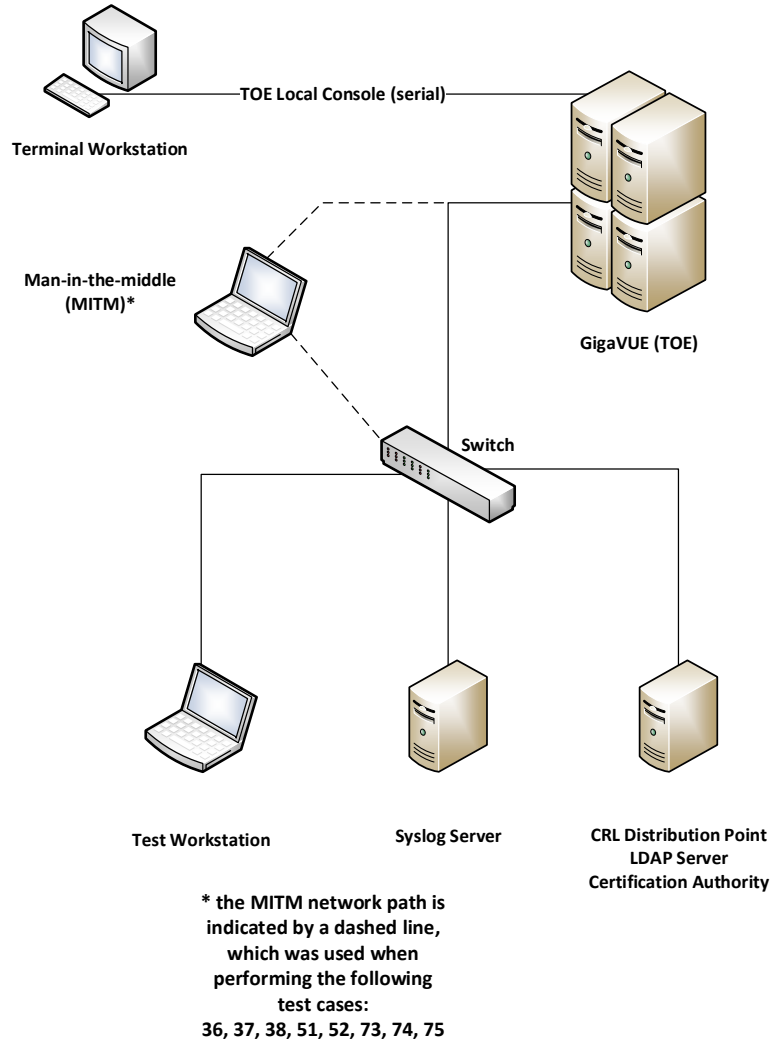 TOE Local Console (serial)
Terminal Workstation
Man-in-the-middle
(MITM)*
GigaVUE (TOE)
Switch
Test Workstation
Syslog Server
CRL Distribution Point
LDAP Server
Certification Authority
* the MITM network path is
indicated by a dashed line,
which was used when
performing the following
test cases:
36, 37, 38, 51, 52, 73, 74, 75